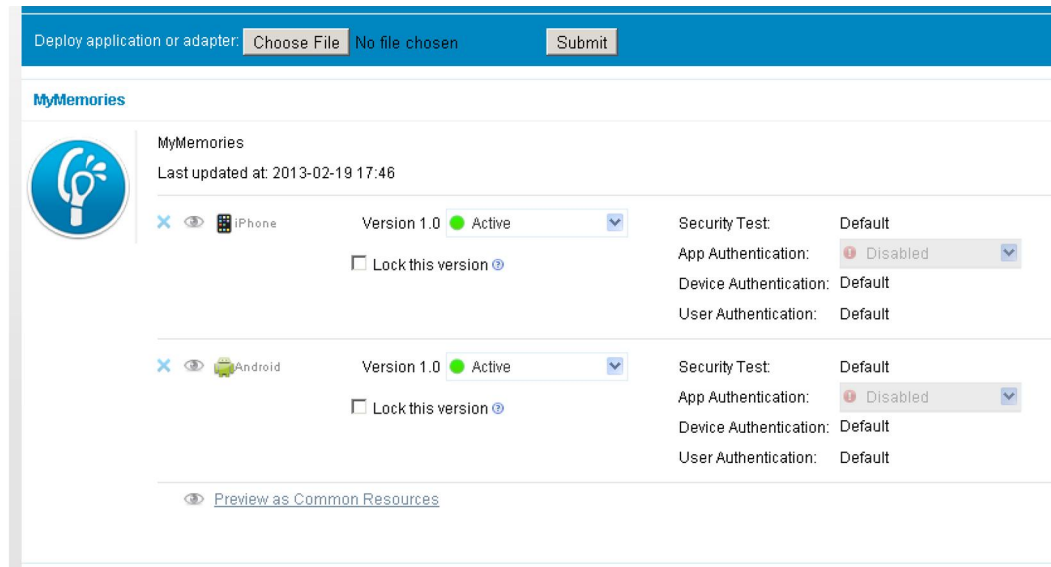 Deploy application or adapter: Choose File No file chosen Submit
MyMemories
MyMemories
Last updated at: 2013-02-19 17:46
iPhone Version 1.0 Active Security Test: Default
Lock this version App Authentication: Disabled
Device Authentication: Default
User Authentication: Default
Android Version 1.0 Active Security Test: Default
Lock this version App Authentication: Disabled
Device Authentication: Default
User Authentication: Default
Preview as Common Resources